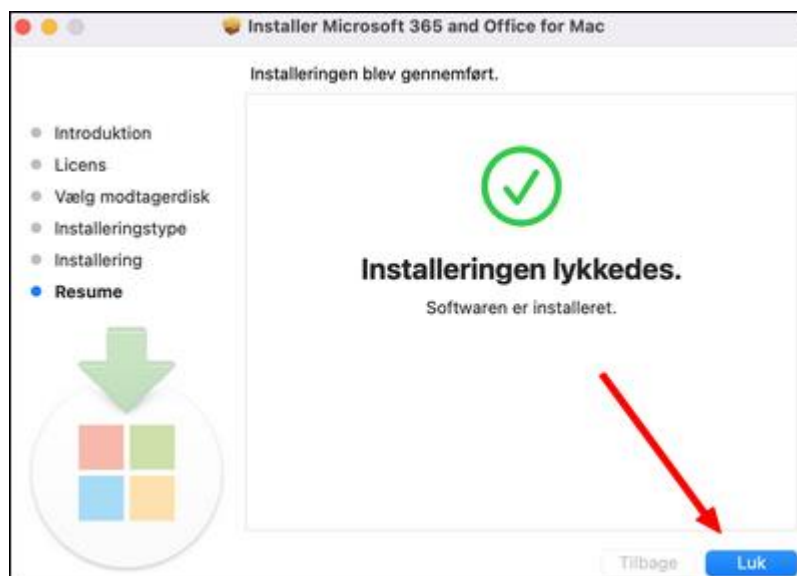 Installer Microsoft 365 and Office for Mac
Installeringen blev gennemført.
Introduktion
Licens
Vælg modtagerdisk
Installeringstype
Installering
Resume
Installeringen lykkedes.
Softwaren er installeret.
Tilbage
Luk